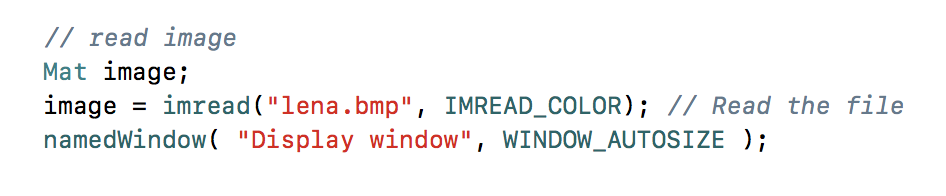 // read image
Mat image;
image = imread("lena.bmp", IMREAD_COLOR); // Read the file
namedWindow( "Display window", WINDOW_AUTOSIZE );